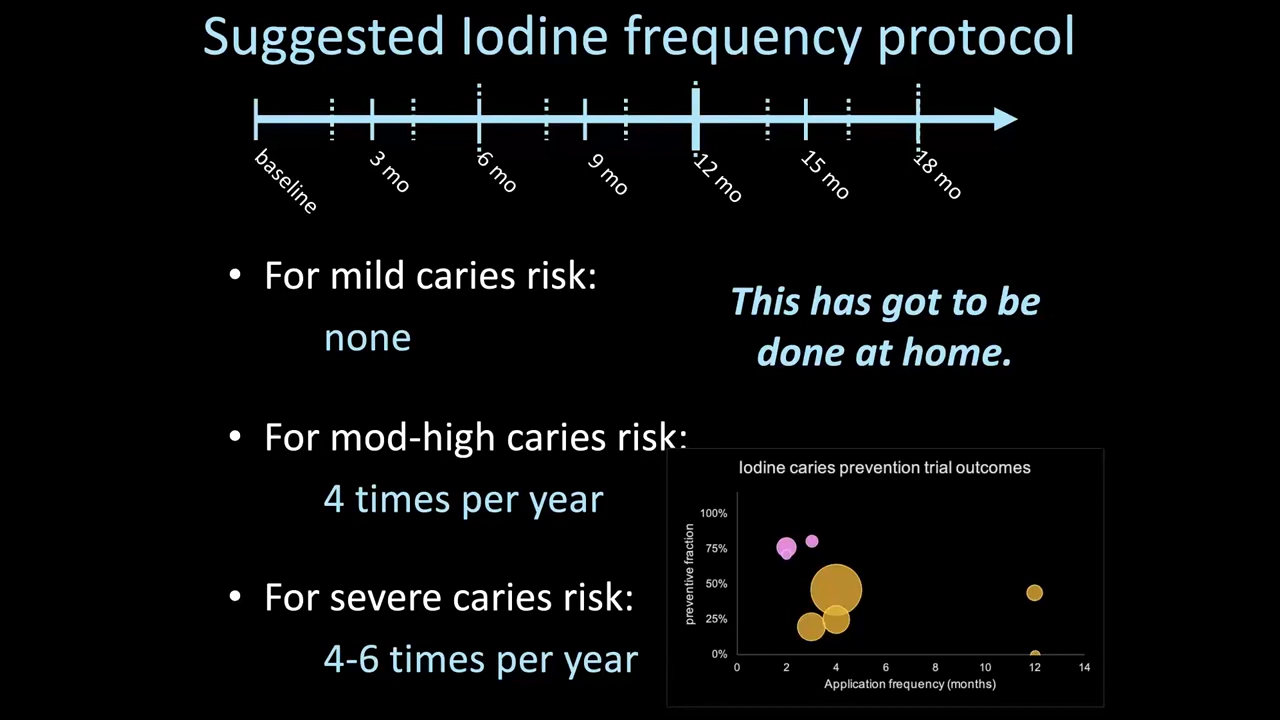 Suggested Iodine frequency protocol
baseline
3 mo
6 mo
9 mo
12 mo
15 mo
18 mo
• For mild caries risk:
none
This has got to be
done at home.
• For mod-high caries risk:
4 times per year
• For severe caries risk:
4-6 times per year
Iodine caries prevention trial outcomes
preventive fraction
100%
75%
50%
25%
0%
0 2 4 6 8 10 12 14
Application frequency (months)